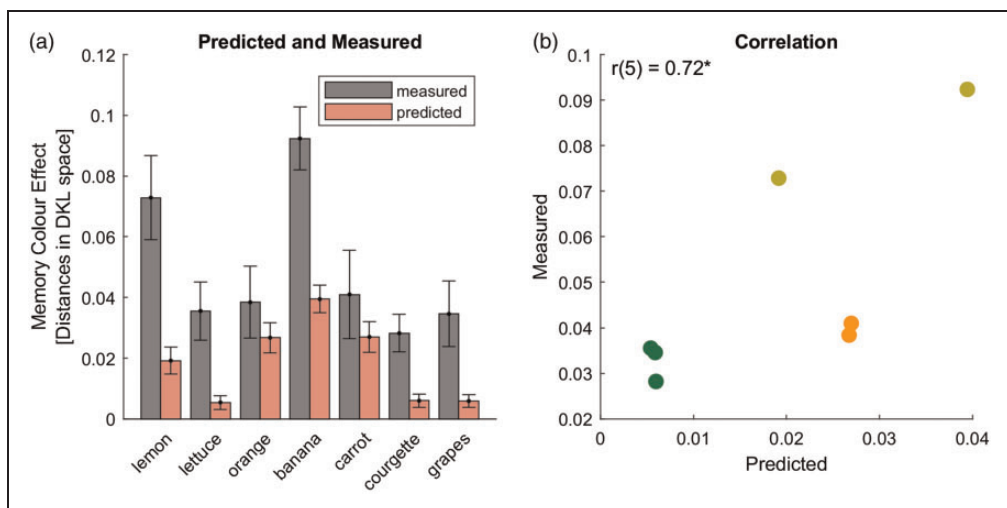 (a)
Predicted and Measured
0.12
0.1
0.08
0.06
0.04
0.02
0
Memory Colour Effect
[Distances in DKL space]
measured
predicted
lemon
lettuce
orange
banana
carrot
courgette
grapes
(b)
Correlation
r(5) = 0.72*
0.1
0.09
0.08
0.07
0.06
0.05
0.04
0.03
0.02
Measured
0
0.01
0.02
0.03
0.04
Predicted